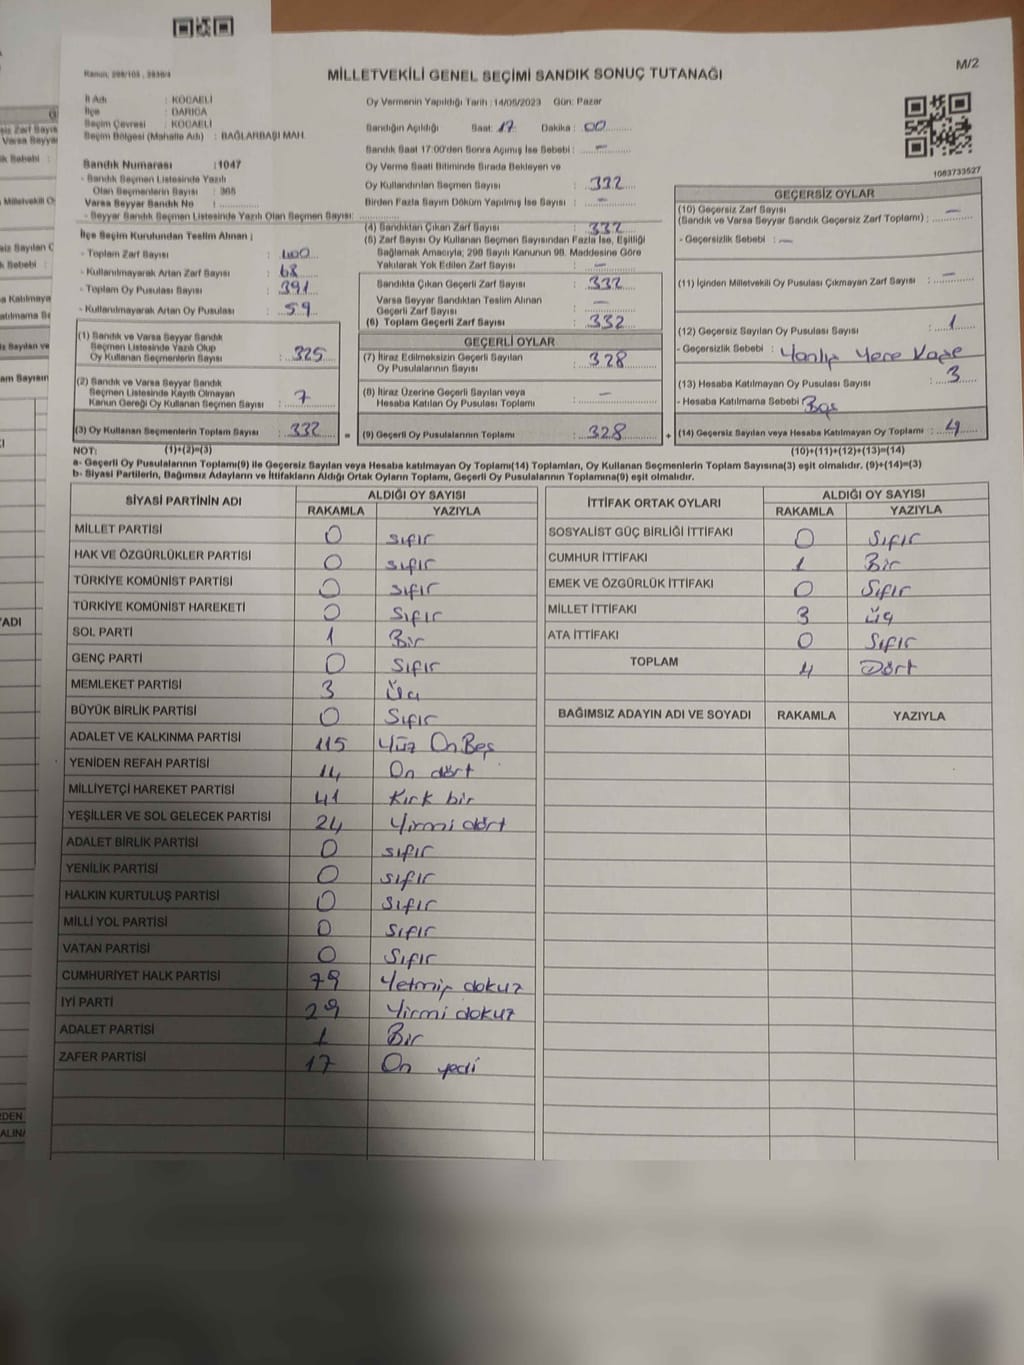 M/2
MİLLETVEKİLİ GENEL SEÇİMİ SANDIK SONUÇ TUTANAĞI
İl Adı : KOCAELİ
İlçe : DARICA
Seçim Çevresi : KOCAELİ
Seçim Bölgesi (Mahalle Adı) : BAĞLARBAŞI MAH.
Sandık Numarası : 1047
- Sandık Seçmen Listesinde Yazılı
Olan Seçmenlerin Sayısı :
Varsa Seyyar Sandık No :
- Seyyar Sandık Seçmen Listesinde Yazılı Olan Seçmen Sayısı:
Oy Vermenin Yapıldığı Tarih : 14/05/2023 Gün: Pazar
Sandığın Açıldığı Saat: 17 Dakika : 00
Sandık Saat 17:00'den Sonra Açımış İse Sebebi : —
Oy Verme Saati Bitiminde Sırada Bekleyen ve
Oy Kullandırılan Seçmen Sayısı : 332
Birden Fazla Sayım Döküm Yapılmış İse Sayısı : —
1083733527
İlçe Seçim Kurulundan Teslim Alınan ;
- Toplam Zarf Sayısı : 400
- Kullanılmayarak Artan Zarf Sayısı : 68
- Toplam Oy Pusulası Sayısı : 391
- Kullanılmayarak Artan Oy Pusulası : 59
(1) Sandık ve Varsa Seyyar Sandık
Seçmen Listesinde Yazılı Olup
Oy Kullanan Seçmenlerin Sayısı : 325
(2) Sandık ve Varsa Seyyar Sandık
Seçmen Listesinde Kayıtlı Olmayan
Kanun Gereği Oy Kullanan Seçmen Sayısı : 7
(3) Oy Kullanan Seçmenlerin Toplam Sayısı : 332
(4) Sandıktan Çıkan Zarf Sayısı : 332
(5) Zarf Sayısı Oy Kullanan Seçmen Sayısından Fazla İse, Eşitliği
Sağlamak Amacıyla; 298 Sayılı Kanunun 98. Maddesine Göre
Yakılarak Yok Edilen Zarf Sayısı : —
Sandıkta Çıkan Geçerli Zarf Sayısı : 332
Varsa Seyyar Sandıktan Teslim Alınan
Geçerli Zarf Sayısı : —
(6) Toplam Geçerli Zarf Sayısı : 332
GEÇERLİ OYLAR
(7) İtiraz Edilmeksizin Geçerli Sayılan
Oy Pusulasının Sayısı : 328
(8) İtiraz Üzerine Geçerli Sayılan veya
Hesaba Katılan Oy Pusulası Toplamı : —
= (9) Geçerli Oy Pusulalarının Toplamı : 328 +
GEÇERSİZ OYLAR
(10) Geçersiz Zarf Sayısı
(Sandık ve Varsa Seyyar Sandık Geçersiz Zarf Toplamı) : —
- Geçersizlik Sebebi : —
(11) İçinden Milletvekili Oy Pusulası Çıkmayan Zarf Sayısı : —
(12) Geçersiz Sayılan Oy Pusulası Sayısı : 1
- Geçersizlik Sebebi : Yanlış Yere
(13) Hesaba Katılmayan Oy Pusulası Sayısı : 3
- Hesaba Katılmama Sebebi : Boş
(14) Geçersiz Sayılan veya Hesaba Katılmayan Oy Toplamı : 4
NOT: (1)+(2)=(3) (10)+(11)+(12)+(13)=(14)
a- Geçerli Oy Pusulalarının Toplamı(9) ile Geçersiz Sayılan veya Hesaba katılmayan Oy Toplamı(14) Toplamları, Oy Kullanan Seçmenlerin Toplam Sayısına(3) eşit olmalıdır. (9)+(14)=(3)
b- Siyasi Partilerin, Bağımsız Adayların ve İttifakların Aldığı Ortak Oyların Toplamı, Geçerli Oy Pusulalarının Toplamına(9) eşit olmalıdır.
SİYASİ PARTİNİN ADI ALDIĞI OY SAYISI
RAKAMLA YAZIYLA
MİLLET PARTİSİ 0 sıfır
HAK VE ÖZGÜRLÜKLER PARTİSİ 0 sıfır
TÜRKİYE KOMÜNİST PARTİSİ 0 sıfır
TÜRKİYE KOMÜNİST HAREKETİ 0 Sıfır
SOL PARTİ 1 Bir
GENÇ PARTİ 0 Sıfır
MEMLEKET PARTİSİ 3 Üç
BÜYÜK BİRLİK PARTİSİ 0 Sıfır
ADALET VE KALKINMA PARTİSİ 115 Yüz On Beş
YENİDEN REFAH PARTİSİ 14 On dört
MİLLİYETÇİ HAREKET PARTİSİ 41 Kırk bir
YEŞİLLER VE SOL GELECEK PARTİSİ 24 Yirmi dört
ADALET BİRLİK PARTİSİ 0 sıfır
YENİLİK PARTİSİ 0 sıfır
HALKIN KURTULUŞ PARTİSİ 0 sıfır
MİLLİ YOL PARTİSİ 0 sıfır
VATAN PARTİSİ 0 Sıfır
CUMHURİYET HALK PARTİSİ 79 Yetmiş dokuz
İYİ PARTİ 29 Yirmi dokuz
ADALET PARTİSİ 1 Bir
ZAFER PARTİSİ 17 On yedi
İTTİFAK ORTAK OYLARI ALDIĞI OY SAYISI
RAKAMLA YAZIYLA
SOSYALİST GÜÇ BİRLİĞİ İTTİFAKI 0 Sıfır
CUMHUR İTTİFAKI 1 Bir
EMEK VE ÖZGÜRLÜK İTTİFAKI 0 Sıfır
MİLLET İTTİFAKI 3 Üç
ATA İTTİFAKI 0 Sıfır
TOPLAM 4 Dört
BAĞIMSIZ ADAYIN ADI VE SOYADI RAKAMLA YAZIYLA